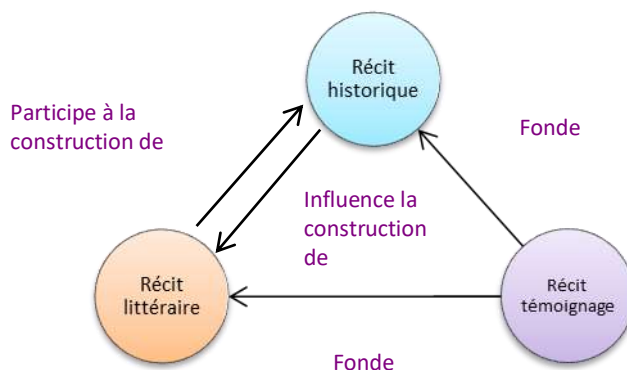 Récit
historique
Participe à la
construction de
Fonde
Influence la
construction
de
Récit
littéraire
Récit
témoignage
Fonde